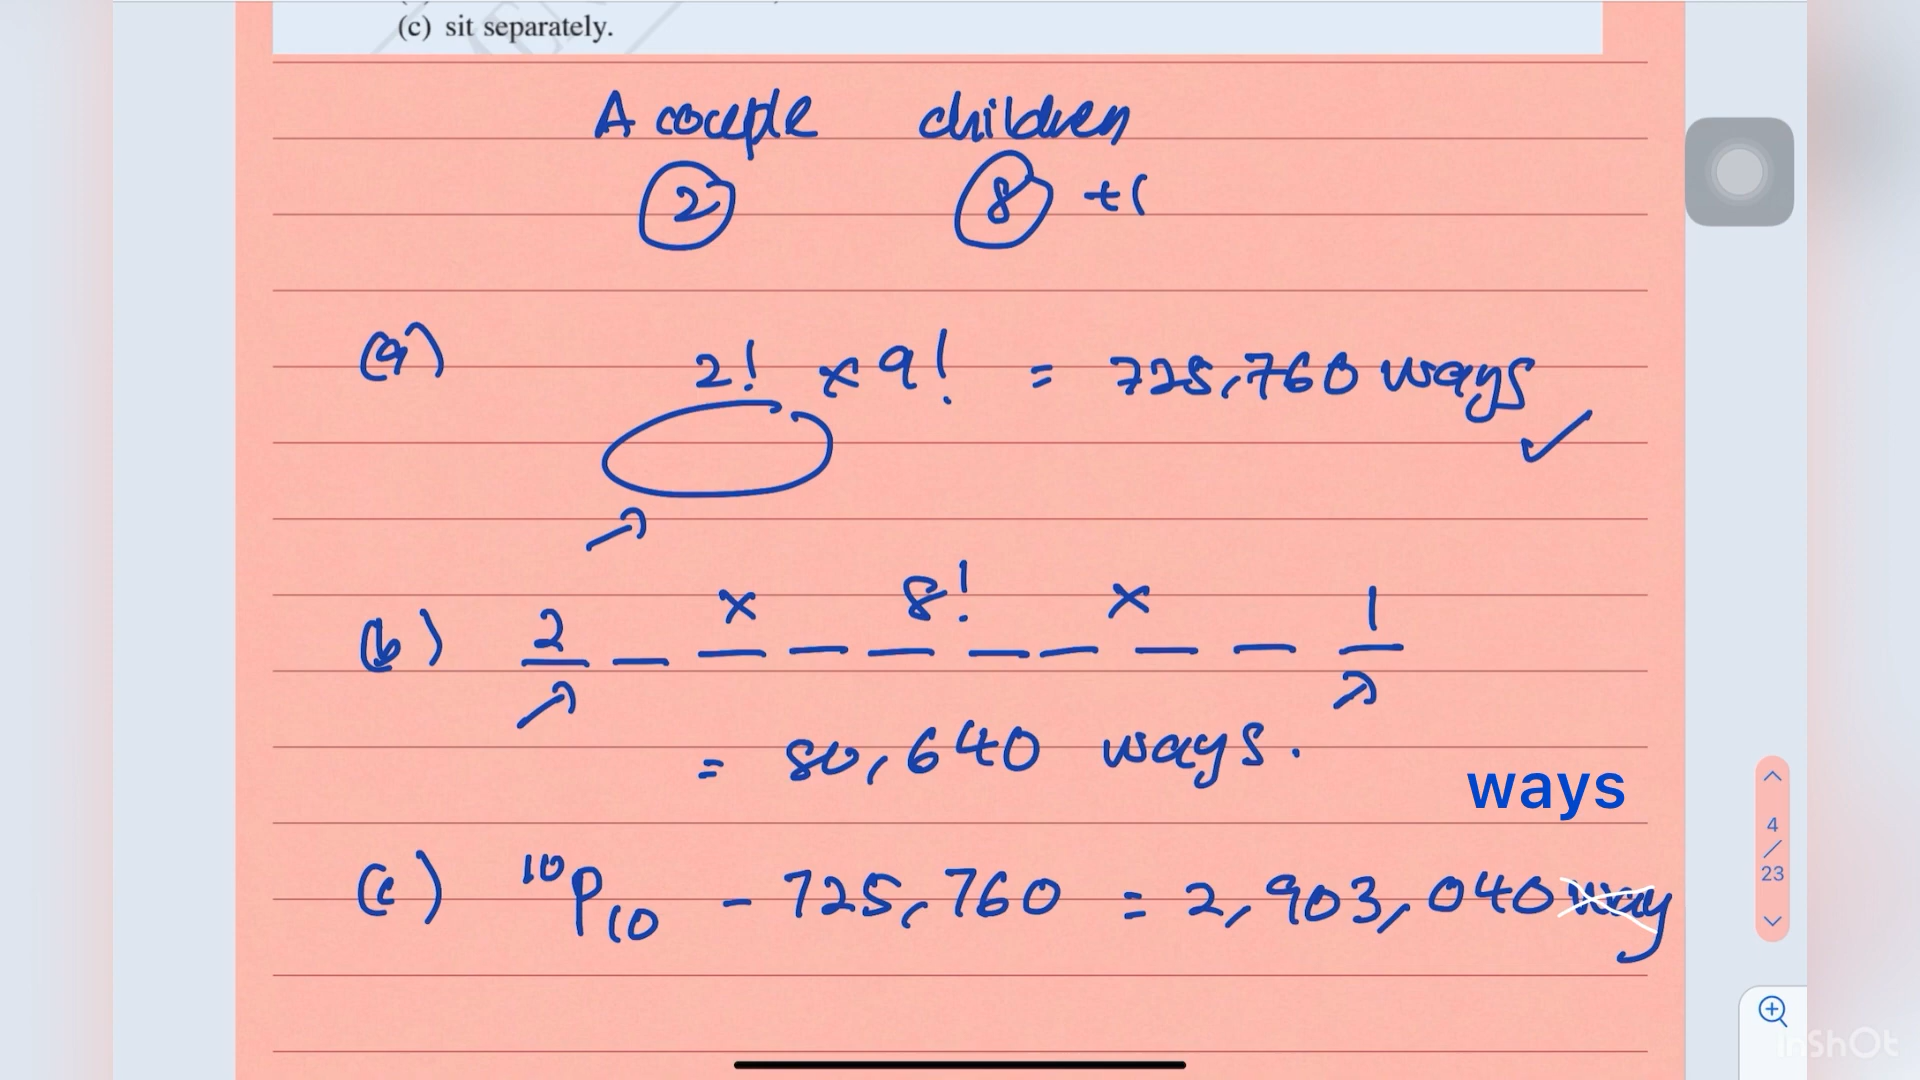 (c) sit separately.
A couple children
2 8 +1
(a) 2! × 9! = 725,760 ways ✓
(b) 2 × 8! × 1
= 80,640 ways.
ways
(c) ¹⁰P₁₀ - 725,760 = 2,903,040 way
4
/
23
InShOt